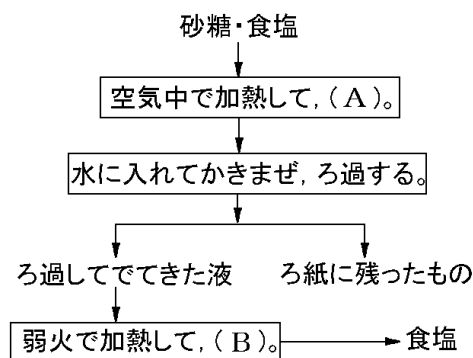 砂糖・食塩
空気中で加熱して,(A)。
水に入れてかきまぜ,ろ過する。
ろ過してでてきた液
ろ紙に残ったもの
弱火で加熱して,(B)。
食塩